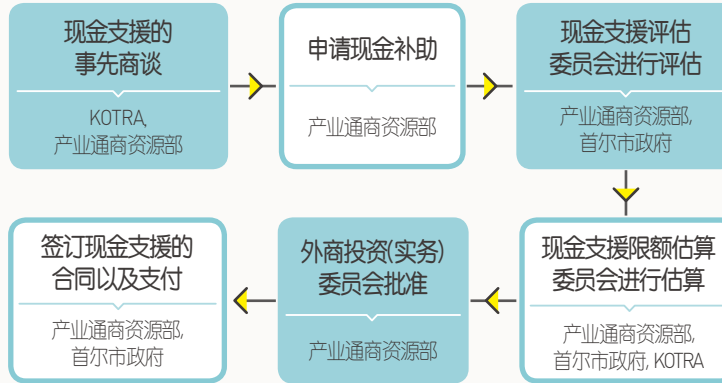 现金支援的
事先商谈
KOTRA,
产业通商资源部
申请现金补助
产业通商资源部
现金支援评估
委员会进行评估
产业通商资源部,
首尔市政府
现金支援限额估算
委员会进行估算
产业通商资源部,
首尔市政府, KOTRA
外商投资(实务)
委员会批准
产业通商资源部
签订现金支援的
合同以及支付
产业通商资源部,
首尔市政府